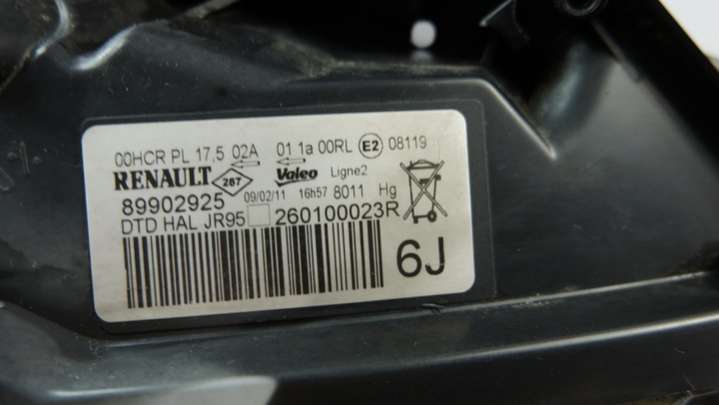 00HCR PL 17,5 02A 01 1a 00RL E2 08119
RENAULT 267 Valeo Ligne2
89902925 09/02/11 16h57 8011 Hg
DTD HAL JR95 260100023R
6J